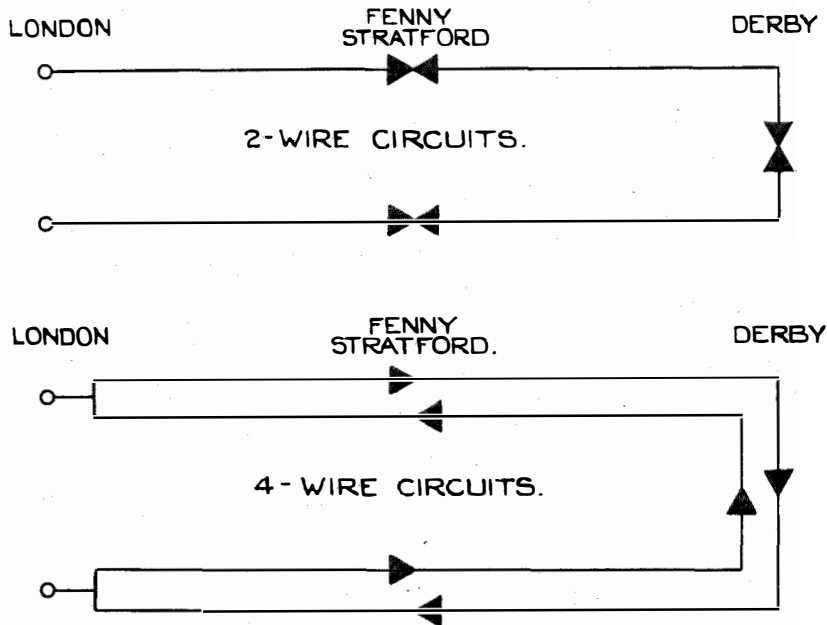 LONDON
FENNY
STRATFORD
DERBY
2-WIRE CIRCUITS.
LONDON
FENNY
STRATFORD.
DERBY
4-WIRE CIRCUITS.